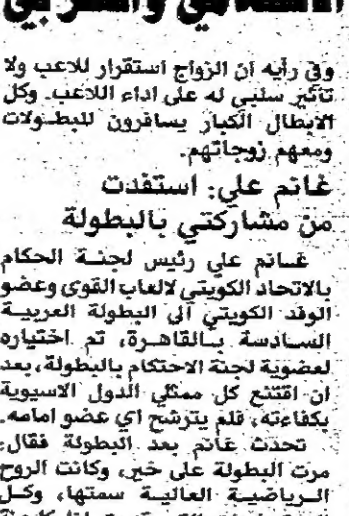 وفي رأيه ان الزواج استقرار للاعب ولا
تأثير سلبي له على اداء اللاعب. وكل
الابطال الكبار يسافرون للبطولات
ومعهم زوجاتهم.
غانم علي: استفدت
من مشاركتي بالبطولة
غانم علي رئيس لجنة الحكام
بالاتحاد الكويتي لالعاب القوى وعضو
الوفد الكويتي الى البطولة العربية
السادسة بالقاهرة، تم اختياره
لعضوية لجنة الاحتكام بالبطولة، بعد
ان اقتنع كل ممثلي الدول الاسيوية
بكفاءته، فلم يترشح اي عضو امامه.
تحدث غانم بعد البطولة فقال:
مرت البطولة على خير، وكانت الروح
الرياضية العالية سمتها، وكل